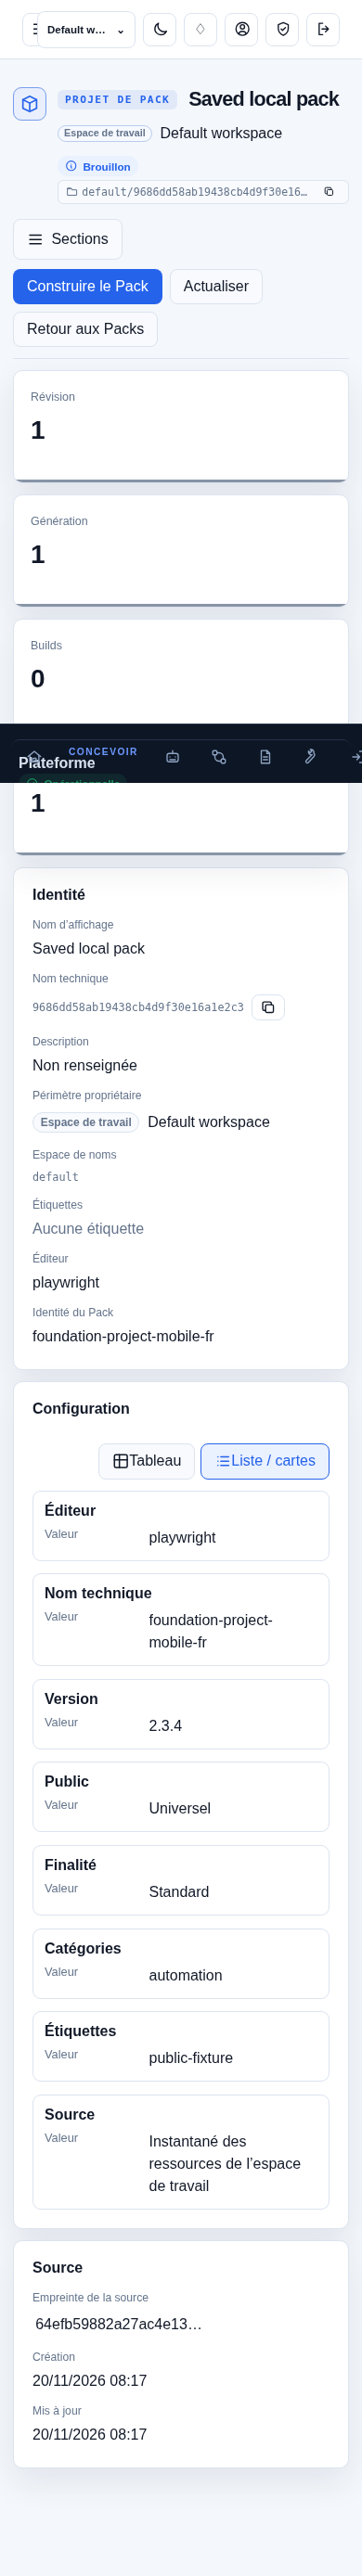 Default w… ⌄
PROJET DE PACK Saved local pack
Espace de travail Default workspace
Brouillon
default/9686dd58ab19438cb4d9f30e16…
Sections
Construire le Pack Actualiser
Retour aux Packs
Révision
1
Génération
1
Builds
0
CONCEVOIR
Plateforme
1
Identité
Nom d’affichage
Saved local pack
Nom technique
9686dd58ab19438cb4d9f30e16a1e2c3
Description
Non renseignée
Périmètre propriétaire
Espace de travail Default workspace
Espace de noms
default
Étiquettes
Aucune étiquette
Éditeur
playwright
Identité du Pack
foundation-project-mobile-fr
Configuration
Tableau Liste / cartes
Éditeur
Valeur playwright
Nom technique
Valeur foundation-project-
mobile-fr
Version
Valeur 2.3.4
Public
Valeur Universel
Finalité
Valeur Standard
Catégories
Valeur automation
Étiquettes
Valeur public-fixture
Source
Valeur Instantané des
ressources de l’espace
de travail
Source
Empreinte de la source
64efb59882a27ac4e13…
Création
20/11/2026 08:17
Mis à jour
20/11/2026 08:17